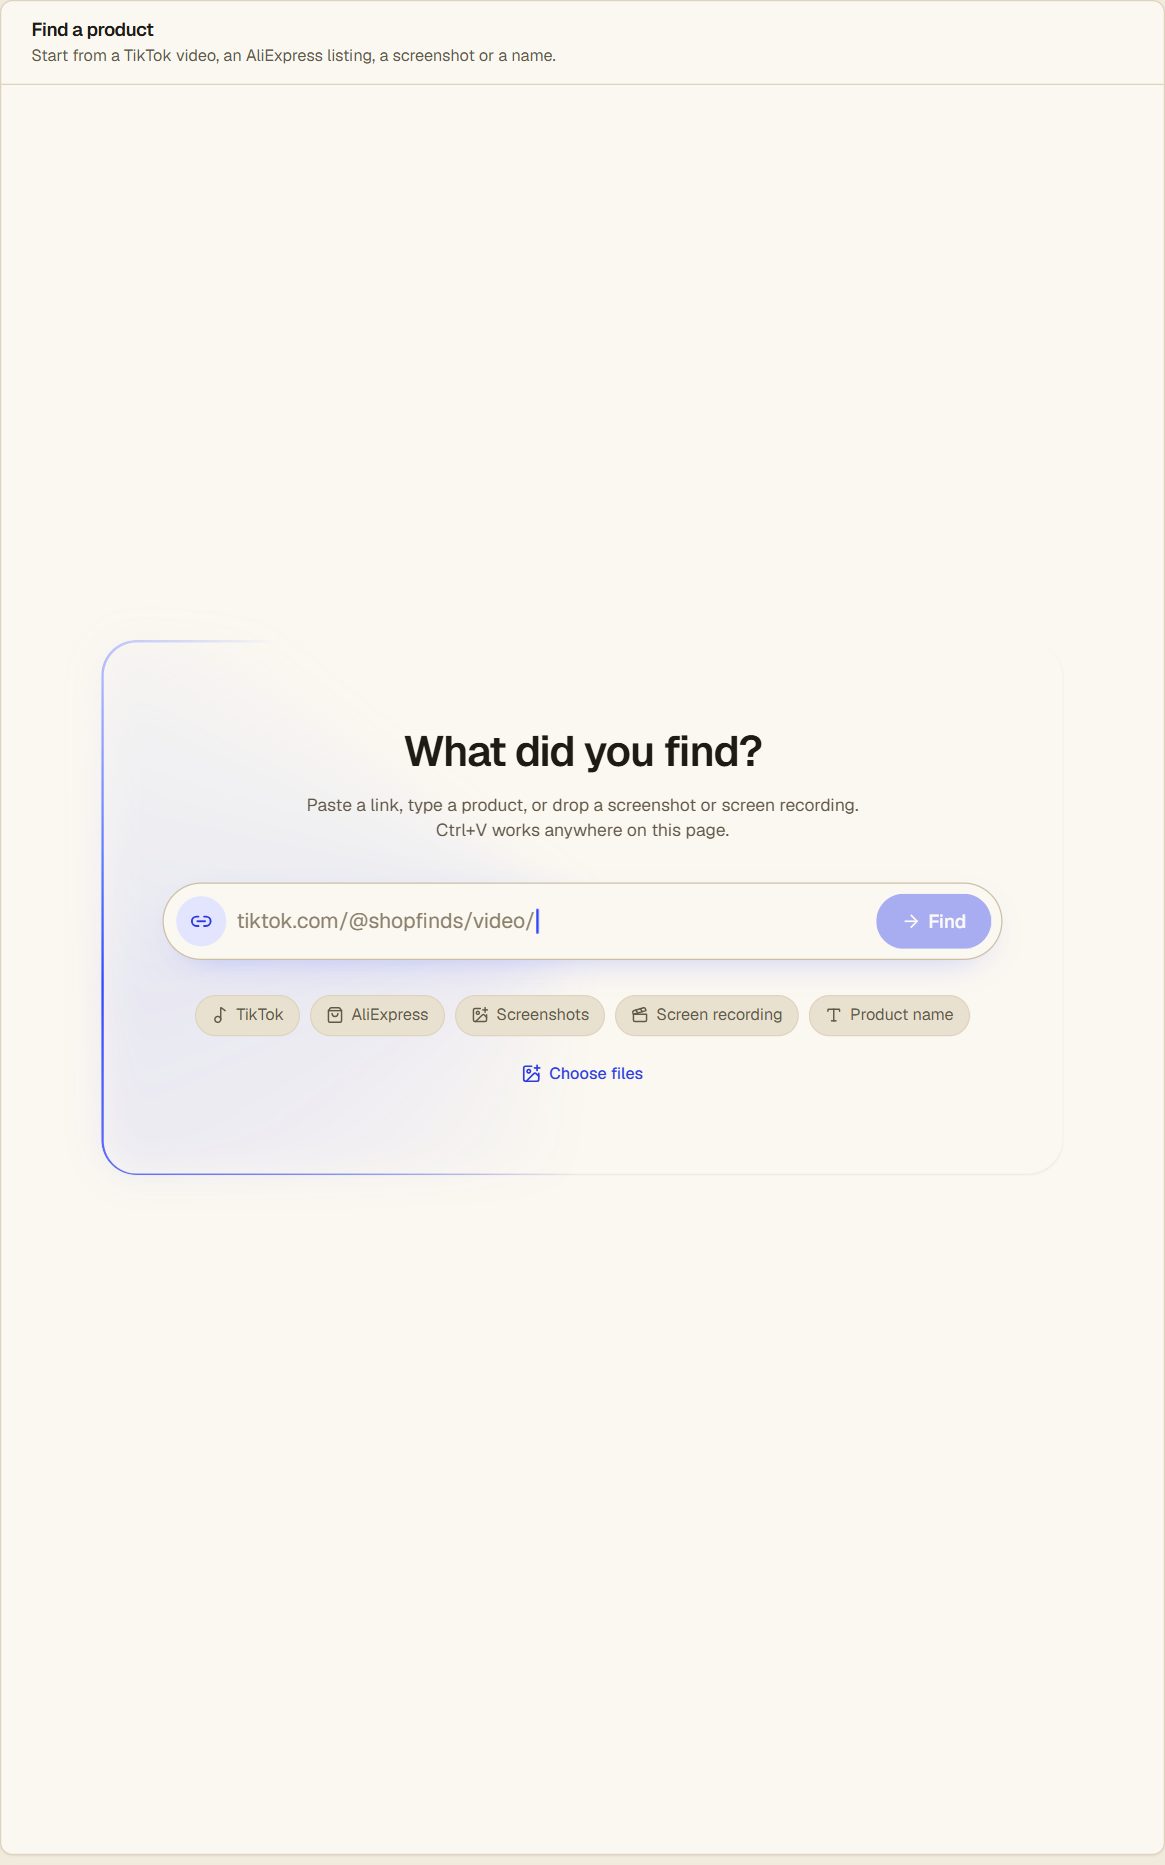 Find a product
Start from a TikTok video, an AliExpress listing, a screenshot or a name.
What did you find?
Paste a link, type a product, or drop a screenshot or screen recording.
Ctrl+V works anywhere on this page.
tiktok.com/@shopfinds/video/
Find
TikTok
AliExpress
Screenshots
Screen recording
Product name
Choose files